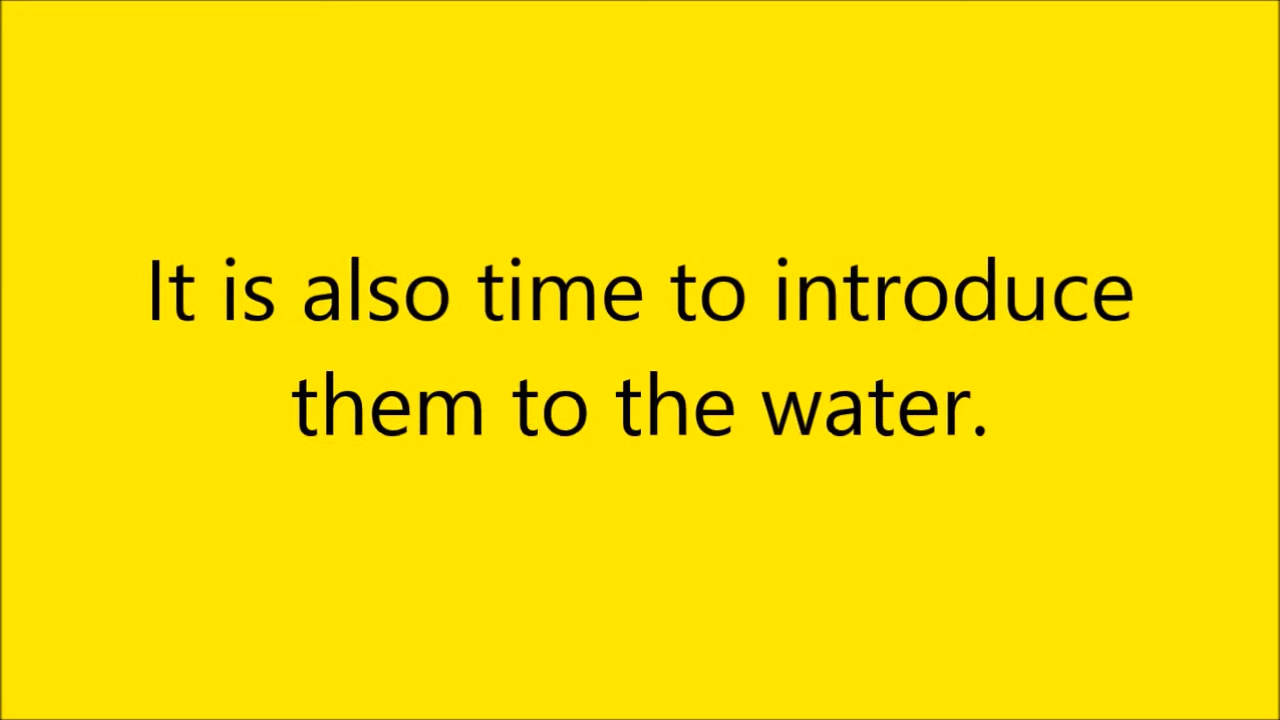 It is also time to introduce
them to the water.